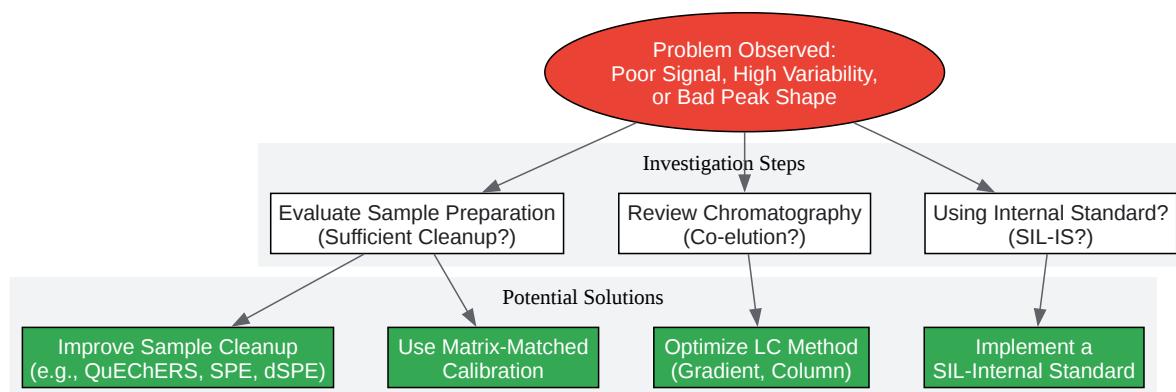 Problem Observed:
Poor Signal, High Variability,
or Bad Peak Shape
Investigation Steps
Evaluate Sample Preparation
(Sufficient Cleanup?)
Review Chromatography
(Co-elution?)
Using Internal Standard?
(SIL-IS?)
Potential Solutions
Improve Sample Cleanup
(e.g., QuEChERS, SPE, dSPE)
Use Matrix-Matched
Calibration
Optimize LC Method
(Gradient, Column)
Implement a
SIL-Internal Standard